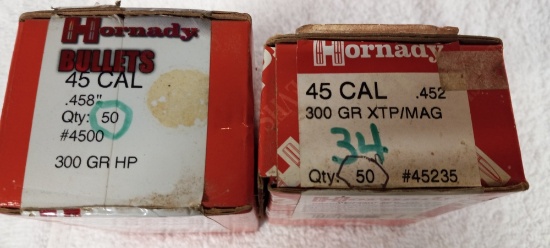 Hornady
BULLETS
45 CAL
.458"
Qty: 50
#4500
300 GR HP
Hornady
45 CAL .452
300 GR XTP/MAG
34
Qty: 50 #45235